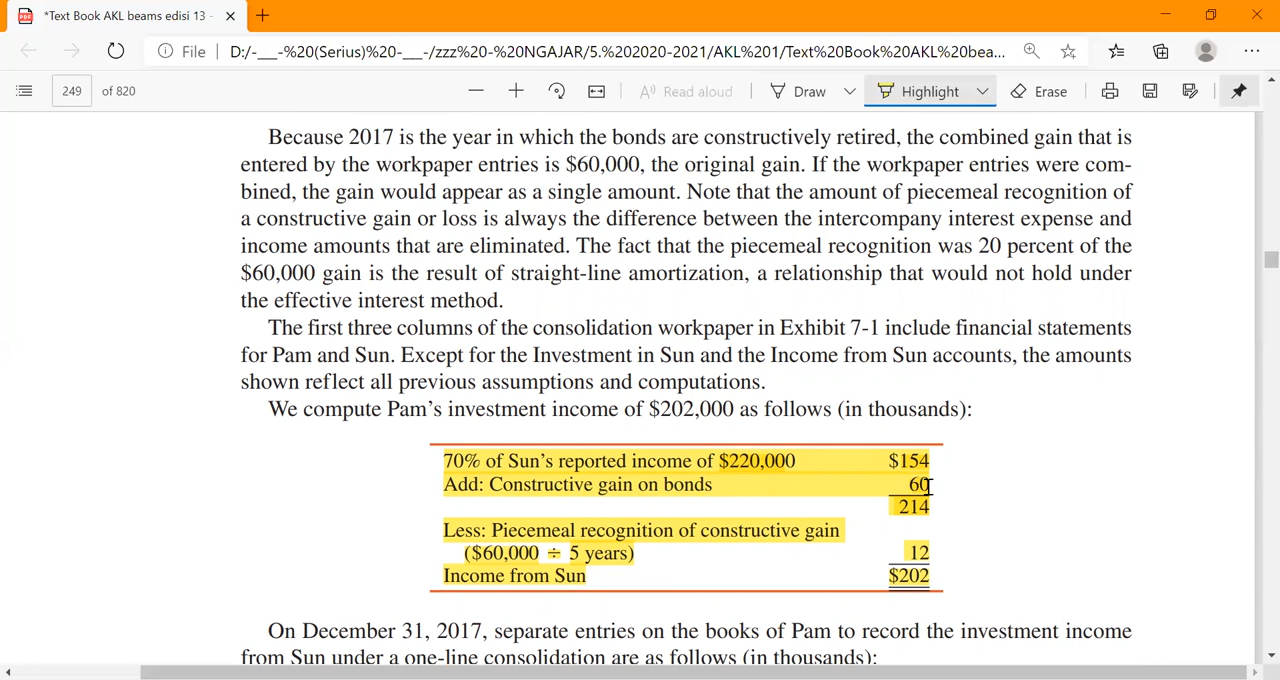 *Text Book AKL beams edisi 13 -
File
D:/-___-%20(Serius)%20-___-/zzz%20-%20NGAJAR/5.%202020-2021/AKL%201/Text%20Book%20AKL%20bea...
249 of 820
Read aloud
Draw
Highlight
Erase
Because 2017 is the year in which the bonds are constructively retired, the combined gain that is
entered by the workpaper entries is $60,000, the original gain. If the workpaper entries were com-
bined, the gain would appear as a single amount. Note that the amount of piecemeal recognition of
a constructive gain or loss is always the difference between the intercompany interest expense and
income amounts that are eliminated. The fact that the piecemeal recognition was 20 percent of the
$60,000 gain is the result of straight-line amortization, a relationship that would not hold under
the effective interest method.
The first three columns of the consolidation workpaper in Exhibit 7-1 include financial statements
for Pam and Sun. Except for the Investment in Sun and the Income from Sun accounts, the amounts
shown reflect all previous assumptions and computations.
We compute Pam's investment income of $202,000 as follows (in thousands):
70% of Sun's reported income of $220,000 $154
Add: Constructive gain on bonds 60
214
Less: Piecemeal recognition of constructive gain
($60,000 ÷ 5 years) 12
Income from Sun $202
On December 31, 2017, separate entries on the books of Pam to record the investment income
from Sun under a one-line consolidation are as follows (in thousands):